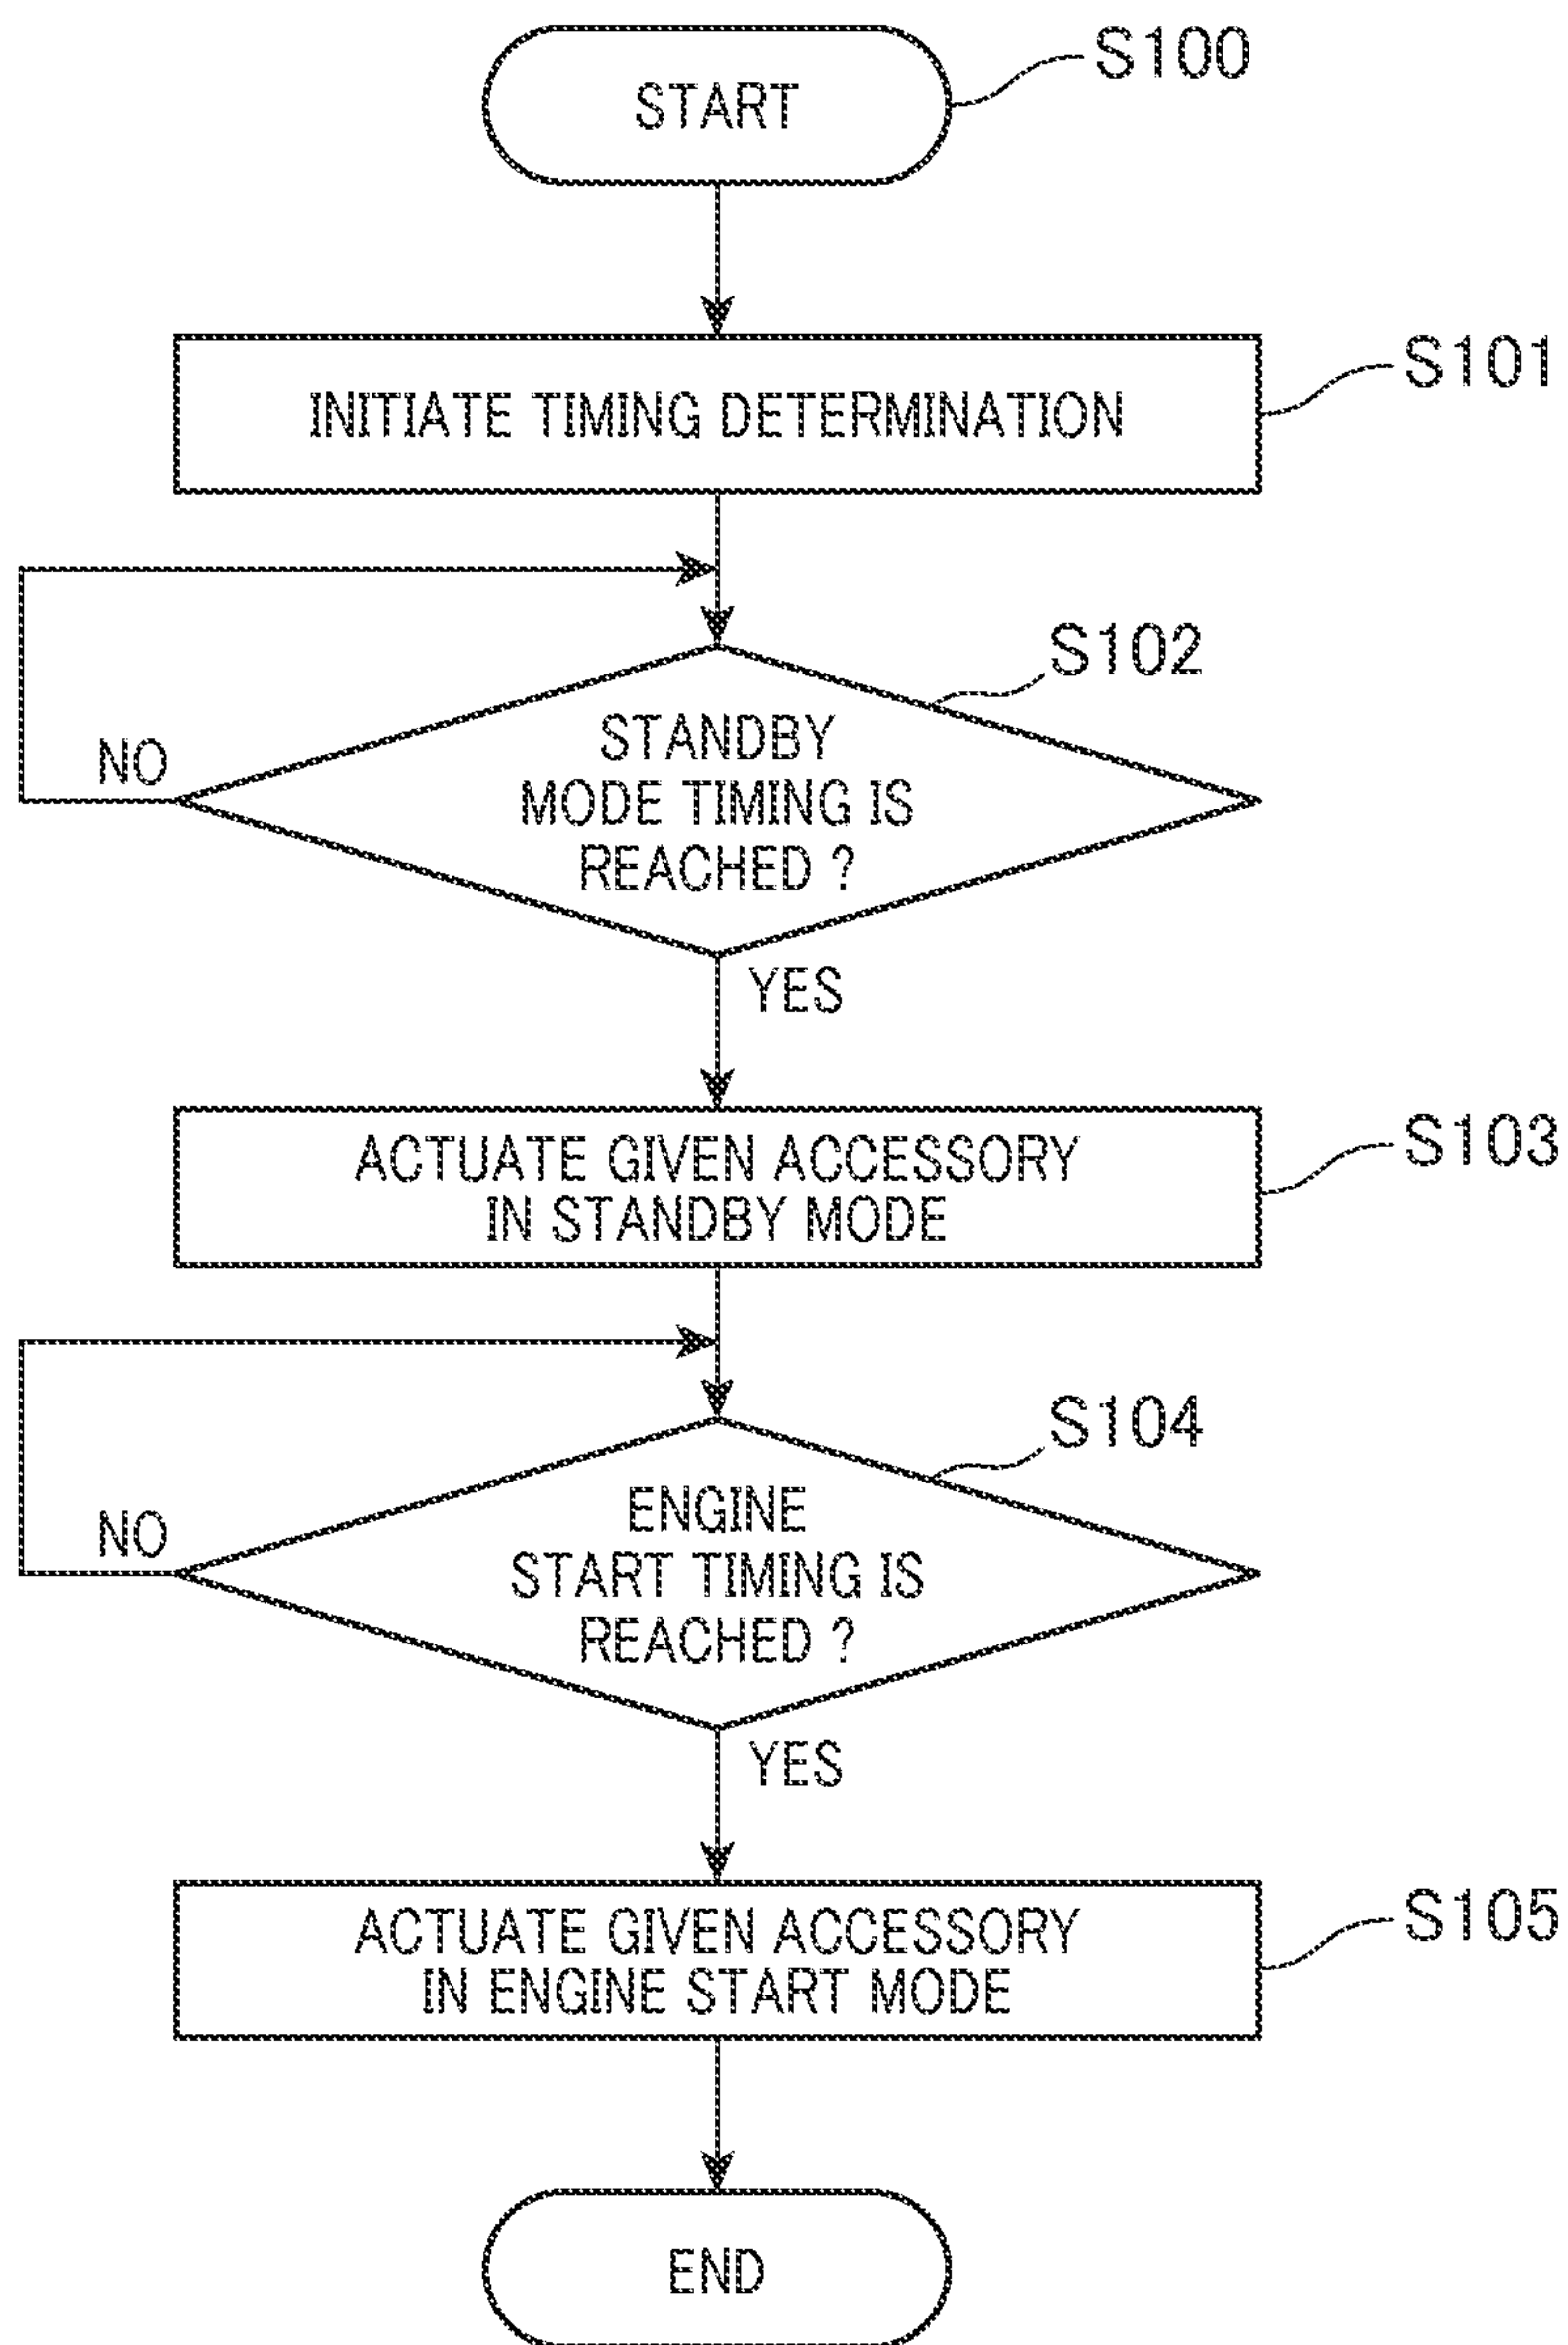 START
S100
INITIATE TIMING DETERMINATION
S101
S102
STANDBY
MODE TIMING IS
REACHED ?
NO
YES
ACTUATE GIVEN ACCESSORY
IN STANDBY MODE
S103
S104
ENGINE
START TIMING IS
REACHED ?
NO
YES
ACTUATE GIVEN ACCESSORY
IN ENGINE START MODE
S105
END